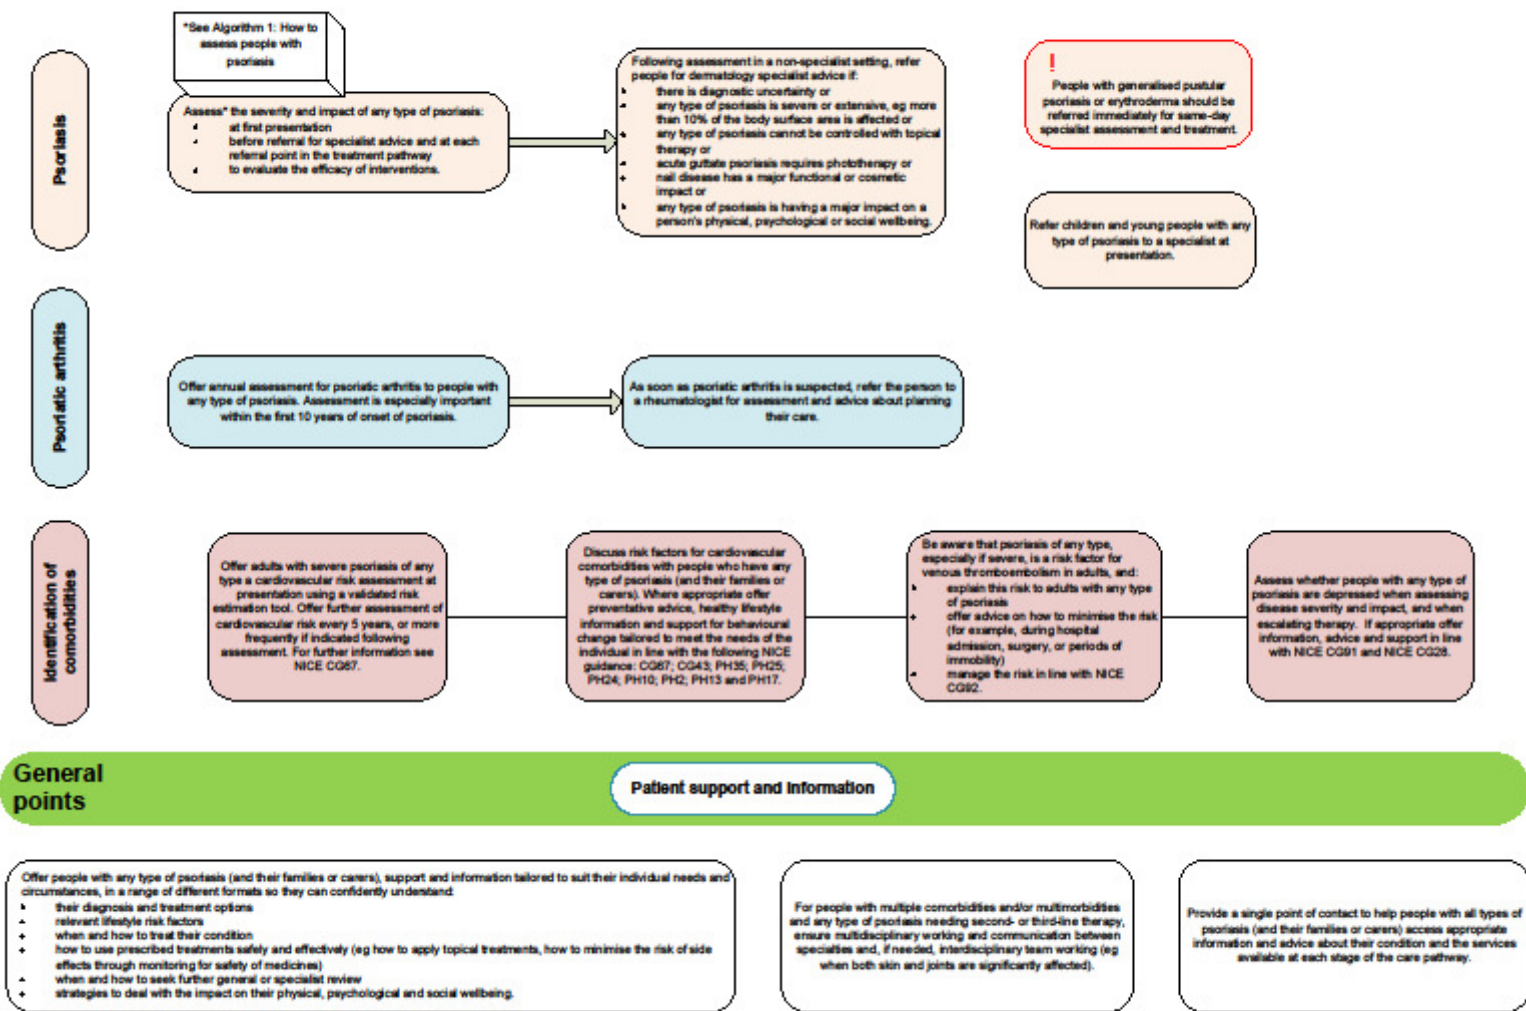 *See Algorithm 1: How to
assess people with
psoriasis
Psoriasis
Assess* the severity and impact of any type of psoriasis:
at first presentation
before referral for specialist advice and at each
referral point in the treatment pathway
to evaluate the efficacy of interventions.
Following assessment in a non-specialist setting, refer
people for dermatology specialist advice if:
there is diagnostic uncertainty or
any type of psoriasis is severe or extensive, eg more
than 10% of the body surface area is affected or
any type of psoriasis cannot be controlled with topical
therapy or
acute guttate psoriasis requires phototherapy or
nail disease has a major functional or cosmetic
impact or
any type of psoriasis is having a major impact on a
person's physical, psychological or social wellbeing.
!
People with generalised pustular
psoriasis or erythroderma should be
referred immediately for same-day
specialist assessment and treatment.
Refer children and young people with any
type of psoriasis to a specialist at
presentation.
Psoriatic arthritis
Offer annual assessment for psoriatic arthritis to people with
any type of psoriasis. Assessment is especially important
within the first 10 years of onset of psoriasis.
As soon as psoriatic arthritis is suspected, refer the person to
a rheumatologist for assessment and advice about planning
their care.
Identification of
comorbidities
Offer adults with severe psoriasis of any
type a cardiovascular risk assessment at
presentation using a validated risk
estimation tool. Offer further assessment of
cardiovascular risk every 5 years, or more
frequently if indicated following
assessment. For further information see
NICE CG67.
Discuss risk factors for cardiovascular
comorbidities with people who have any
type of psoriasis (and their families or
carers). Where appropriate offer
preventative advice, healthy lifestyle
information and support for behavioural
change tailored to meet the needs of the
individual in line with the following NICE
guidance: CG67; CG43; PH35; PH25;
PH24; PH10; PH2; PH13 and PH17.
Be aware that psoriasis of any type,
especially if severe, is a risk factor for
venous thromboembolism in adults, and:
explain this risk to adults with any type
of psoriasis
offer advice on how to minimise the risk
(for example, during hospital
admission, surgery, or periods of
immobility)
manage the risk in line with NICE
CG92.
Assess whether people with any type of
psoriasis are depressed when assessing
disease severity and impact, and when
escalating therapy. If appropriate offer
information, advice and support in line
with NICE CG91 and NICE CG28.
General
points
Patient support and information
Offer people with any type of psoriasis (and their families or carers), support and information tailored to suit their individual needs and
circumstances, in a range of different formats so they can confidently understand:
their diagnosis and treatment options
relevant lifestyle risk factors
when and how to treat their condition
how to use prescribed treatments safely and effectively (eg how to apply topical treatments, how to minimise the risk of side
effects through monitoring for safety of medicines)
when and how to seek further general or specialist review
strategies to deal with the impact on their physical, psychological and social wellbeing.
For people with multiple comorbidities and/or multimorbidities
and any type of psoriasis needing second- or third-line therapy,
ensure multidisciplinary working and communication between
specialties and, if needed, interdisciplinary team working (eg
when both skin and joints are significantly affected).
Provide a single point of contact to help people with all types of
psoriasis (and their families or carers) access appropriate
information and advice about their condition and the services
available at each stage of the care pathway.